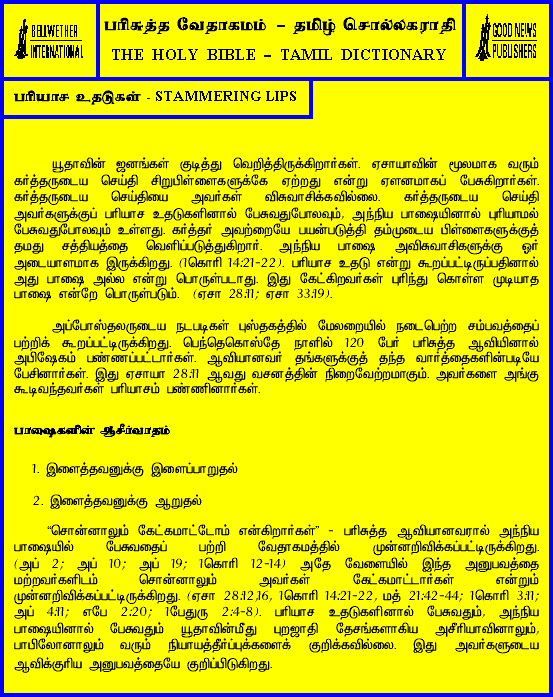 BELLWETHER
INTERNATIONAL
பரிசுத்த வேதாகமம் – தமிழ் சொல்லகராதி
THE HOLY BIBLE – TAMIL DICTIONARY
GOOD NEWS
PUBLISHERS
பரியாச உதடுகள் - STAMMERING LIPS
யூதாவின் ஜனங்கள் குடித்து வெறித்திருக்கிறார்கள். ஏசாயாவின் மூலமாக வரும்
கர்த்தருடைய செய்தி சிறுபிள்ளைகளுக்கே ஏற்றது என்று ஏளனமாகப் பேசுகிறார்கள்.
கர்த்தருடைய செய்தியை அவர்கள் விசுவாசிக்கவில்லை. கர்த்தருடைய செய்தி
அவர்களுக்குப் பரியாச உதடுகளினால் பேசுவதுபோலவும், அந்நிய பாஷையினால் புரியாமல்
பேசுவதுபோலவும் உள்ளது. கர்த்தர் அவற்றையே பயன்படுத்தி தம்முடைய பிள்ளைகளுக்குத்
தமது சத்தியத்தை வெளிப்படுத்துகிறார். அந்நிய பாஷை அவிசுவாசிகளுக்கு ஓர்
அடையாளமாக இருக்கிறது. (1கொரி 14:21-22). பரியாச உதடு என்று கூறப்பட்டிருப்பதினால்
அது பாஷை அல்ல என்று பொருள்படாது. இது கேட்கிறவர்கள் புரிந்து கொள்ள முடியாத
பாஷை என்றே பொருள்படும். (ஏசா 28:11; ஏசா 33:19).
அப்போஸ்தலருடைய நடபடிகள் புஸ்தகத்தில் மேலறையில் நடைபெற்ற சம்பவத்தைப்
பற்றிக் கூறப்பட்டிருக்கிறது. பெந்தெகொஸ்தே நாளில் 120 பேர் பரிசுத்த ஆவியினால்
அபிஷேகம் பண்ணப்பட்டார்கள். ஆவியானவர் தங்களுக்குத் தந்த வார்த்தைகளின்படியே
பேசினார்கள். இது ஏசாயா 28:11 ஆவது வசனத்தின் நிறைவேற்றமாகும். அவர்களை அங்கு
கூடிவந்தவர்கள் பரியாசம் பண்ணினார்கள்.
பாஷைகளின் ஆசீர்வாதம்
1. இளைத்தவனுக்கு இளைப்பாறுதல்
2. இளைத்தவனுக்கு ஆறுதல்
“சொன்னாலும் கேட்கமாட்டோம் என்கிறார்கள்” - பரிசுத்த ஆவியானவரால் அந்நிய
பாஷையில் பேசுவதைப் பற்றி வேதாகமத்தில் முன்னறிவிக்கப்பட்டிருக்கிறது.
(அப் 2; அப் 10; அப் 19; 1கொரி 12-14) அதே வேளையில் இந்த அனுபவத்தை
மற்றவர்களிடம் சொன்னாலும் அவர்கள் கேட்கமாட்டார்கள் என்றும்
முன்னறிவிக்கப்பட்டிருக்கிறது. (ஏசா 28:12,16, 1கொரி 14:21-22, மத் 21:42-44; 1கொரி 3:11;
அப் 4:11; எபே 2:20; 1பேதுரு 2:4-8). பரியாச உதடுகளினால் பேசுவதும், அந்நிய
பாஷையினால் பேசுவதும் யூதாவின்மீது புறஜாதி தேசங்களாகிய அசீரியாவினாலும்,
பாபிலோனாலும் வரும் நியாயத்தீர்ப்புக்களைக் குறிக்கவில்லை. இது அவர்களுடைய
ஆவிக்குரிய அனுபவத்தையே குறிப்பிடுகிறது.